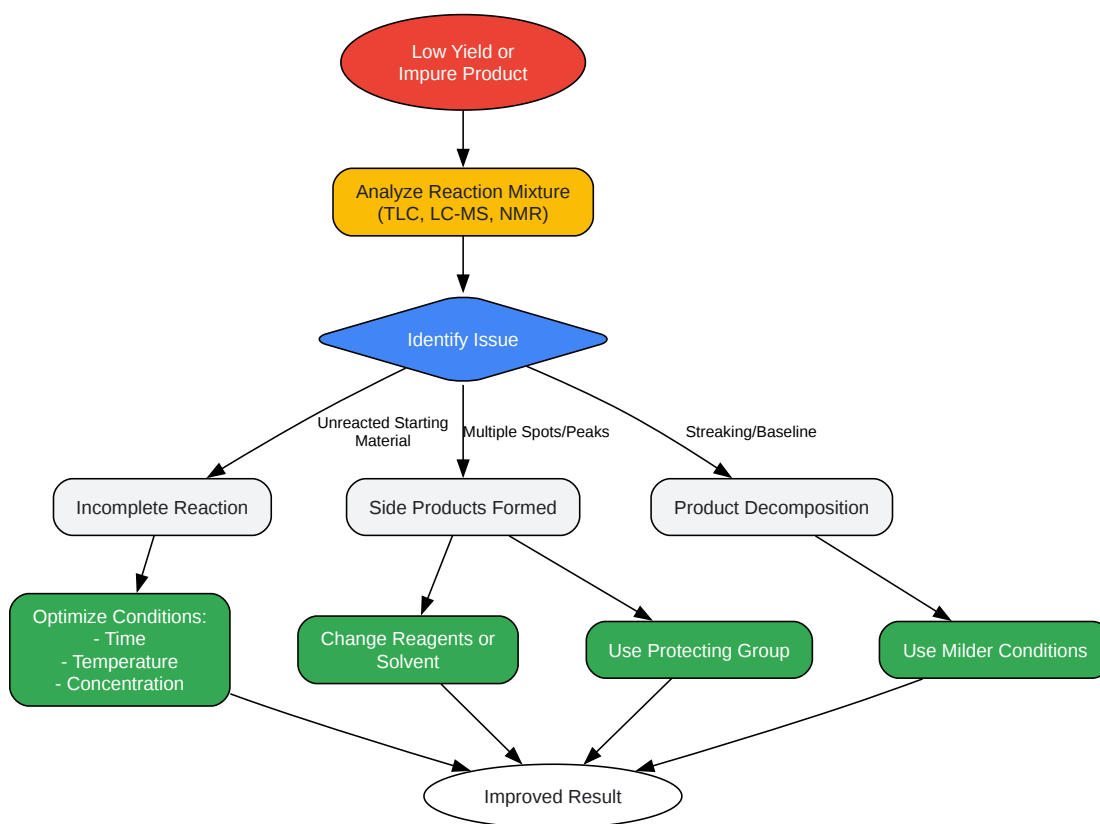 Low Yield or
Impure Product
Analyze Reaction Mixture
(TLC, LC-MS, NMR)
Identify Issue
Unreacted Starting
Material
Multiple Spots/Peaks
Streaking/Baseline
Incomplete Reaction
Side Products Formed
Product Decomposition
Optimize Conditions:
- Time
- Temperature
- Concentration
Change Reagents or
Solvent
Use Protecting Group
Use Milder Conditions
Improved Result